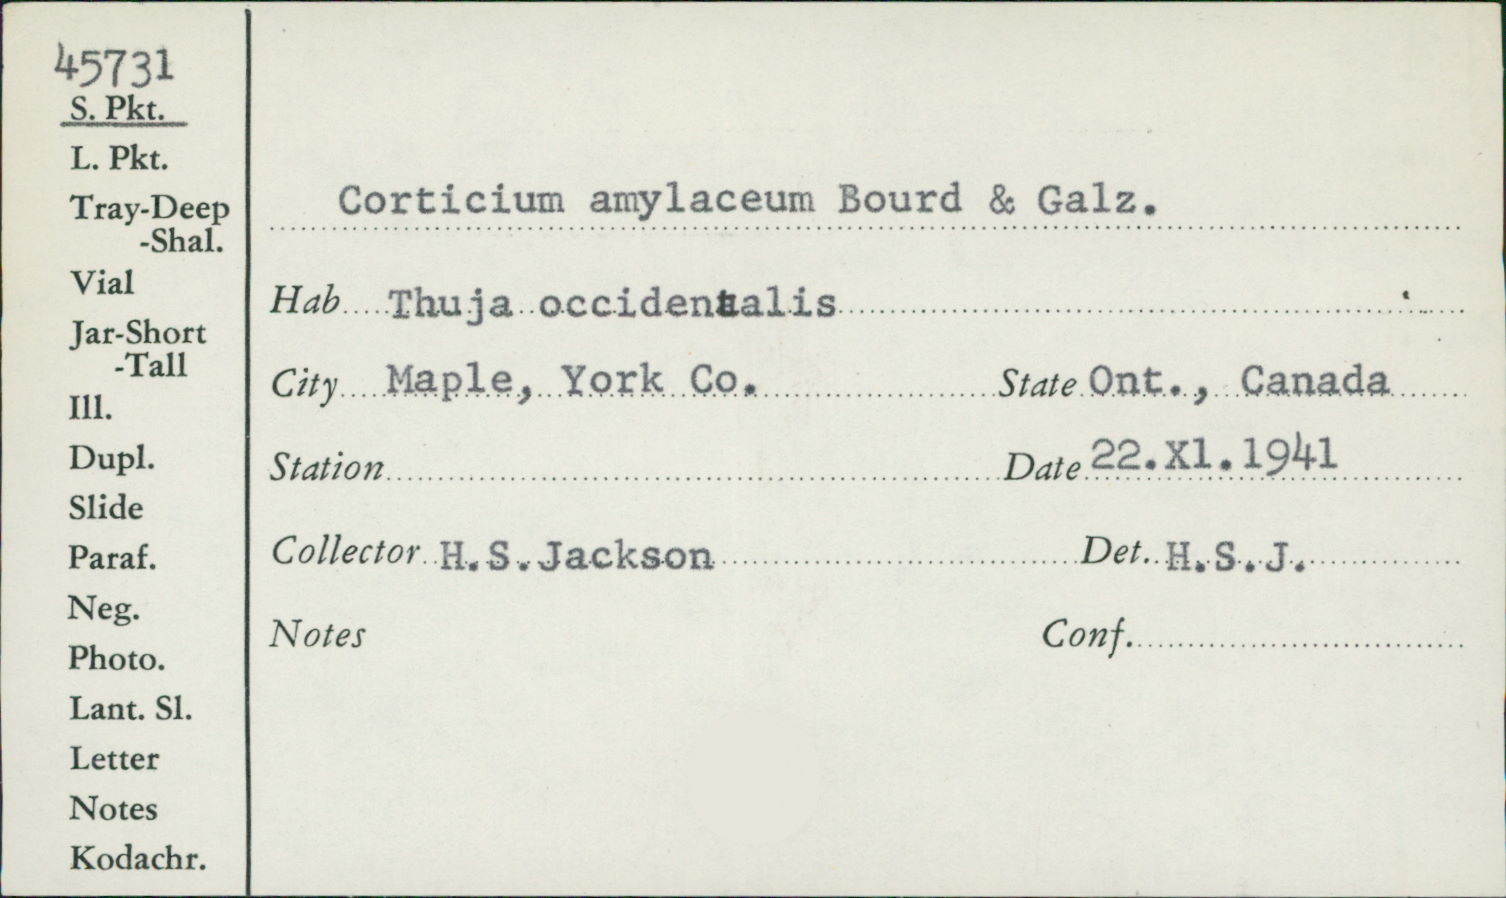 45731
S. Pkt.
L. Pkt.
Tray-Deep
-Shal.
Vial
Jar-Short
-Tall
Ill.
Dupl.
Slide
Paraf.
Neg.
Photo.
Lant. Sl.
Letter
Notes
Kodachr.
Corticium amylaceum Bourd & Galz.
Hab Thuja occidentalis
City Maple, York Co. State Ont., Canada
Station Date 22.X1.1941
Collector H.S.Jackson Det. H.S.J.
Notes Conf.